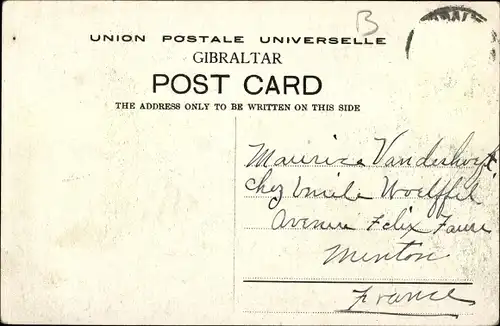 B
UNION POSTALE UNIVERSELLE
GIBRALTAR
POST CARD
THE ADDRESS ONLY TO BE WRITTEN ON THIS SIDE
Maurice
chez Emile Woelffel
Avenue Felix Faure
Menton
France